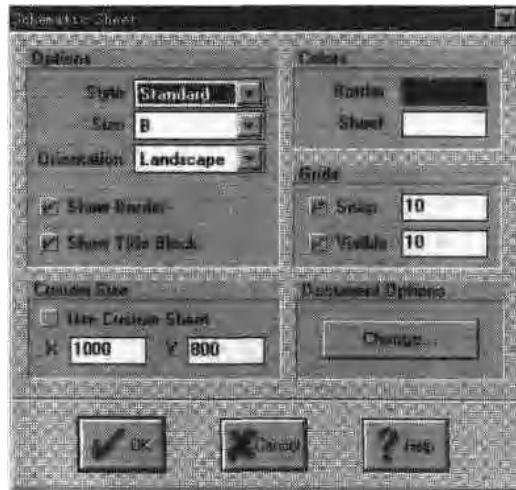 Schematic Sheet
Options
Style Standard
Size B
Orientation Landscape
Show Border
Show Title Block
Colors
Border
Sheet
Grids
Snap 10
Visible 10
Custom Size
Use Custom Sheet
X 1000 Y 800
Document Options
Change...
OK
Cancel
Help